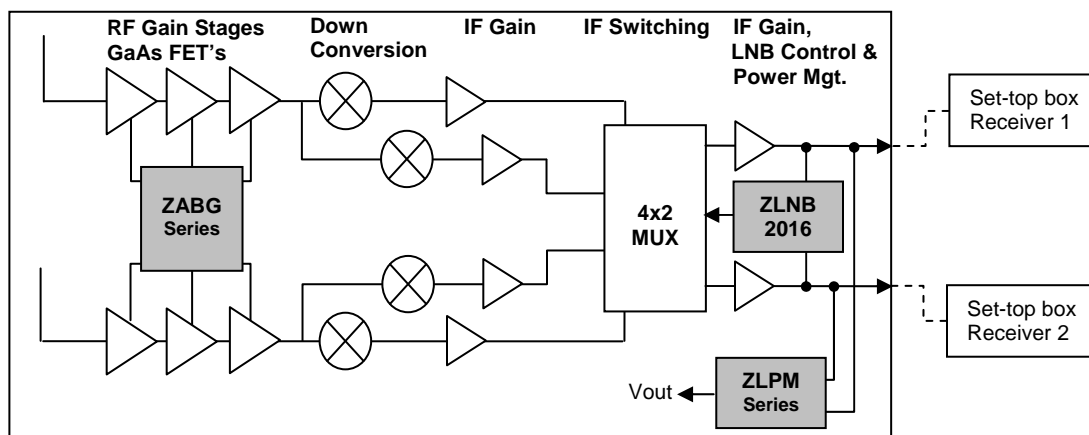 RF Gain Stages
GaAs FET's
Down
Conversion
IF Gain
IF Switching
IF Gain,
LNB Control &
Power Mgt.
Set-top box
Receiver 1
ZABG
Series
4x2
MUX
ZLNB
2016
Set-top box
Receiver 2
Vout
ZLPM
Series